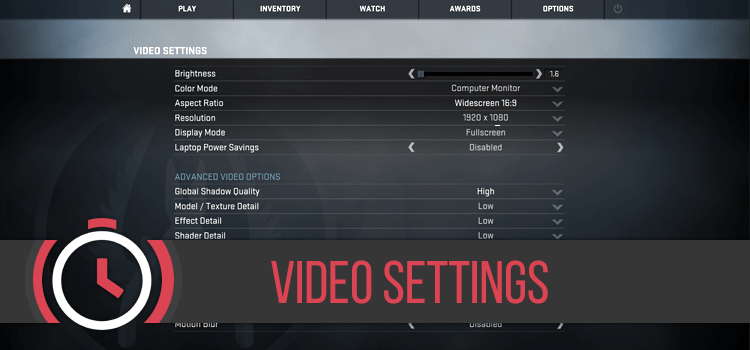 PLAY INVENTORY WATCH AWARDS OPTIONS
VIDEO SETTINGS
Brightness 1.6
Color Mode Computer Monitor
Aspect Ratio Widescreen 16:9
Resolution 1920 x 1080
Display Mode Fullscreen
Laptop Power Savings Disabled
ADVANCED VIDEO OPTIONS
Global Shadow Quality High
Model / Texture Detail Low
Effect Detail Low
Shader Detail Low
VIDEO SETTINGS
Motion Blur Disabled